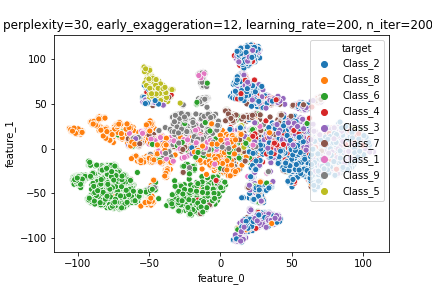 perplexity=30, early_exaggeration=12, learning_rate=200, n_iter=200
target
Class_2
Class_8
Class_6
Class_4
Class_3
Class_7
Class_1
Class_9
Class_5
feature_1
100
50
0
−50
−100
−100
−50
0
50
100
feature_0